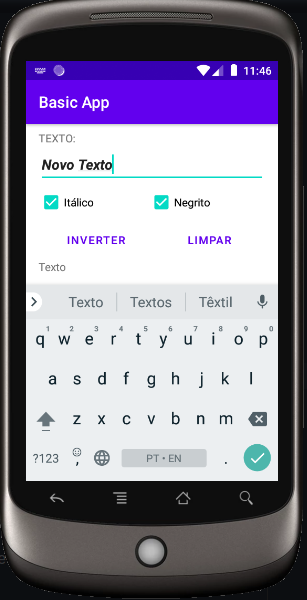 11:46
Basic App
TEXTO:
Novo Texto
Itálico Negrito
INVERTER LIMPAR
Texto
Texto Textos Têxtil
1 2 3 4 5 6 7 8 9 0
q w e r t y u i o p
a s d f g h j k l
z x c v b n m
?123 , PT • EN .